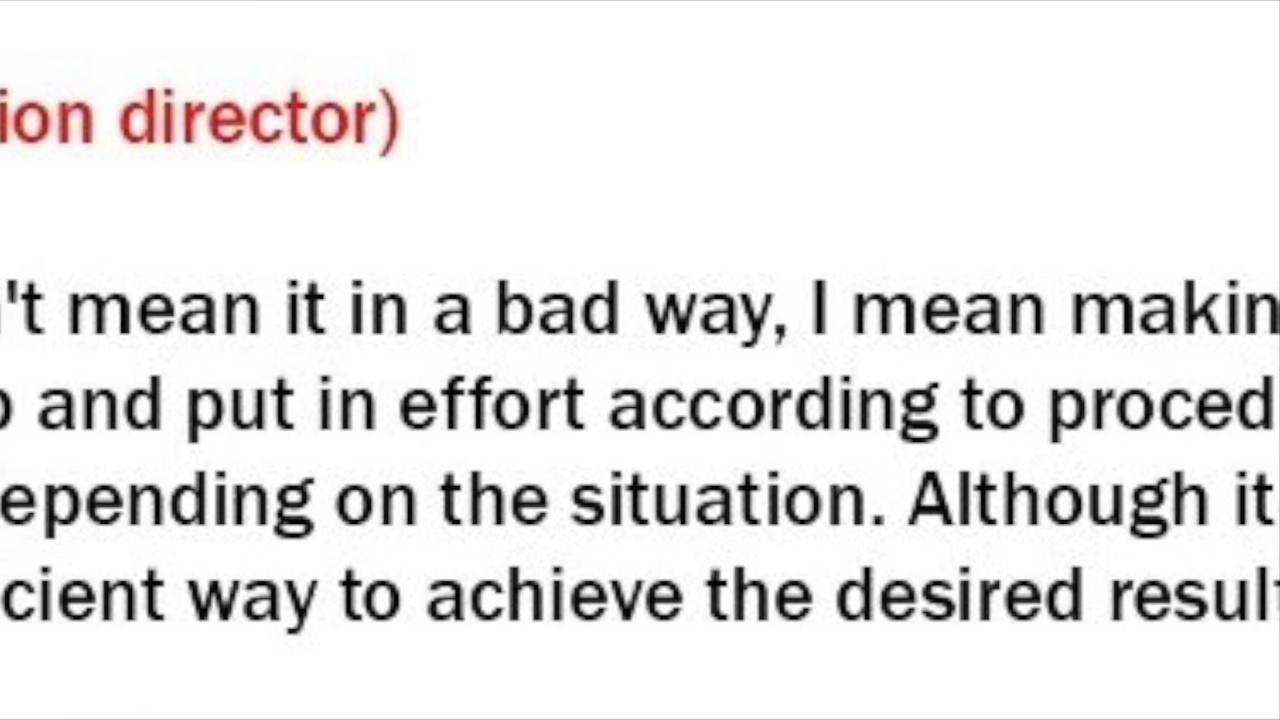 ion director)
't mean it in a bad way, I mean makin
and put in effort according to proced
epending on the situation. Although it
cient way to achieve the desired result